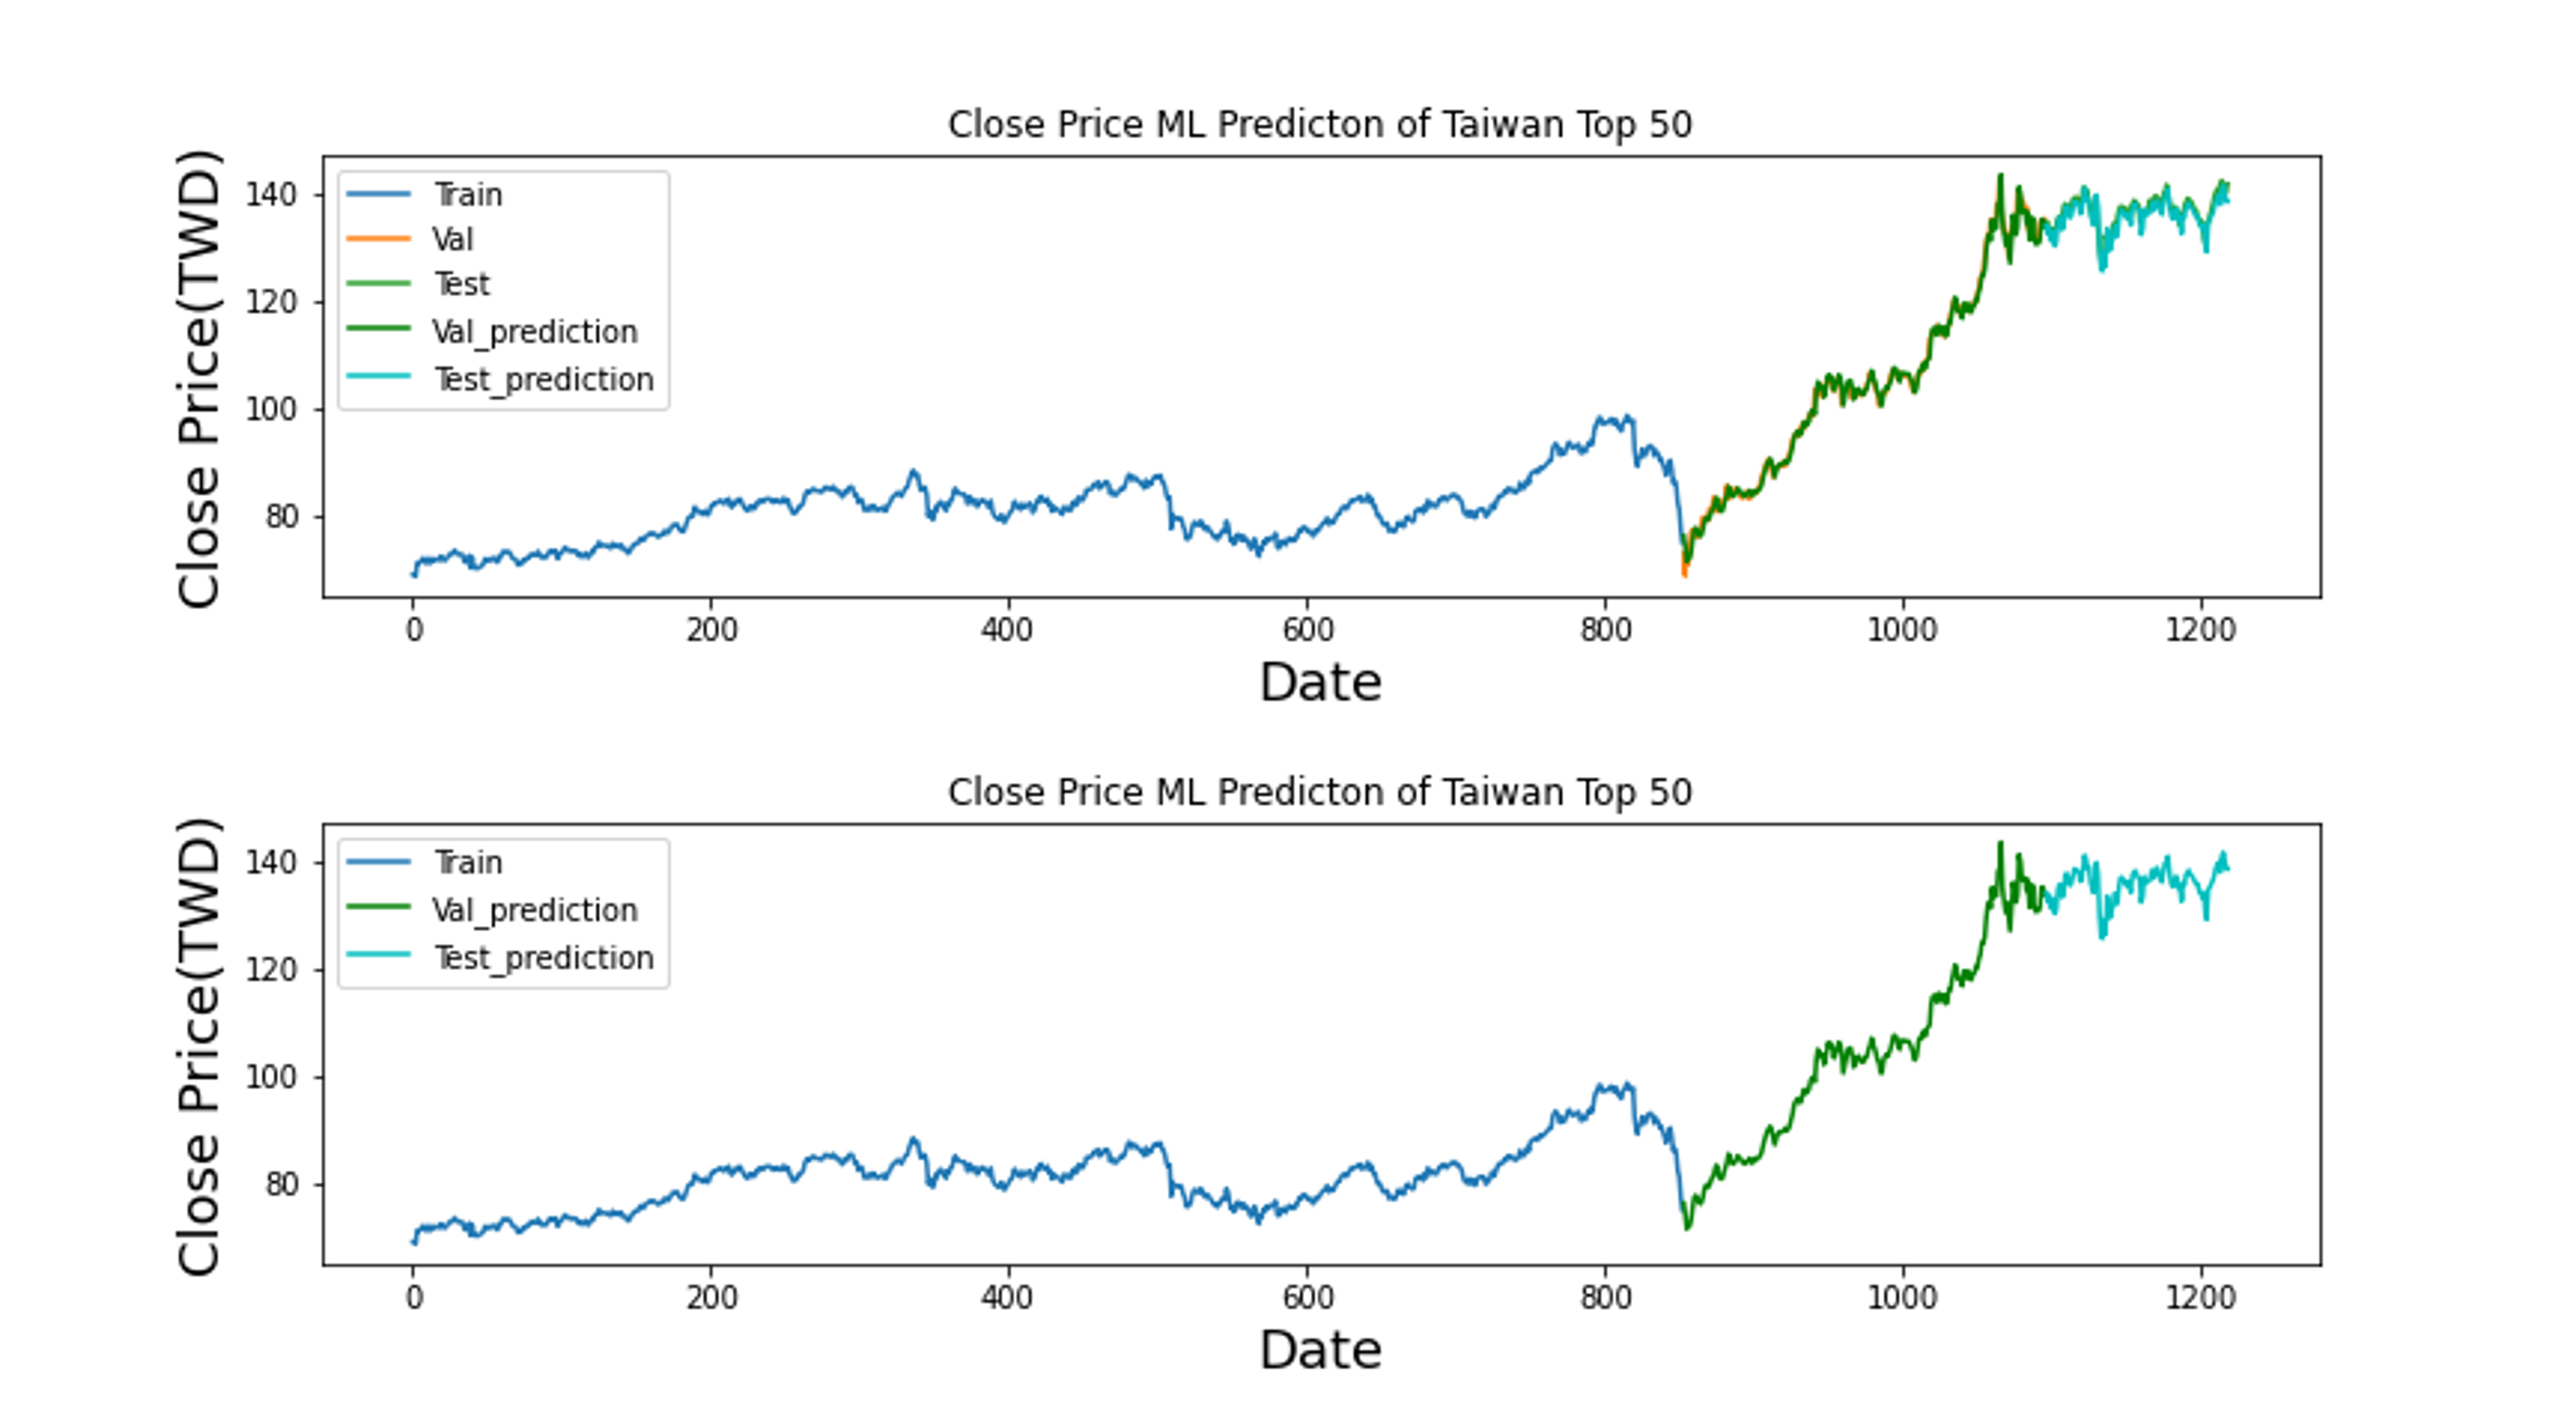 Close Price ML Predicton of Taiwan Top 50
Close Price(TWD)
140
120
100
80
Train
Val
Test
Val_prediction
Test_prediction
0 200 400 600 800 1000 1200
Date
Close Price ML Predicton of Taiwan Top 50
Close Price(TWD)
140
120
100
80
Train
Val_prediction
Test_prediction
0 200 400 600 800 1000 1200
Date